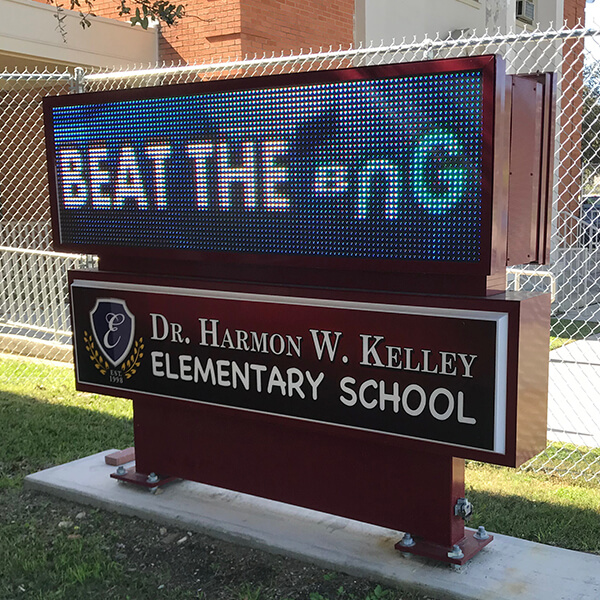 BEAT THE
E
EST.
1998
DR. HARMON W. KELLEY
ELEMENTARY SCHOOL